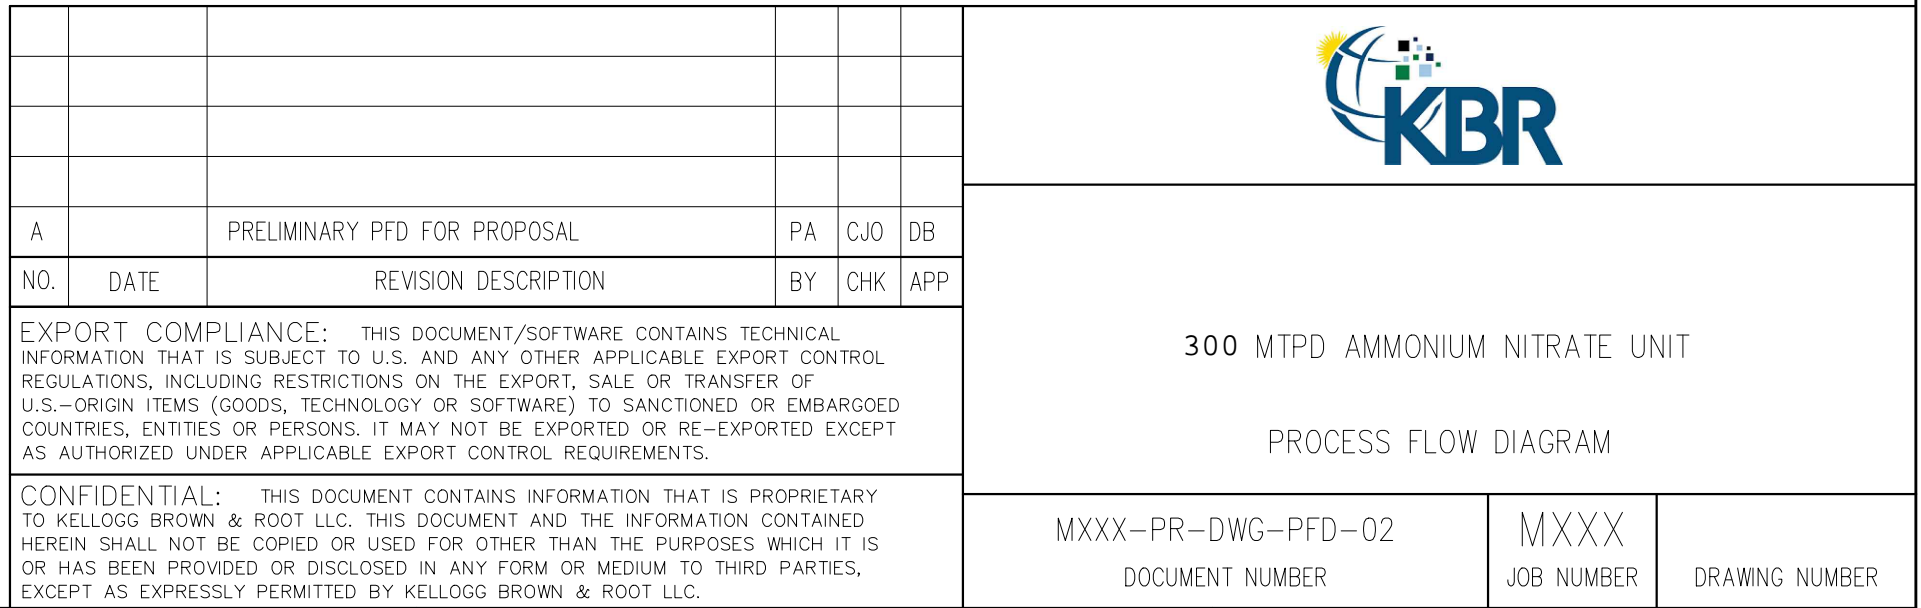 A PRELIMINARY PFD FOR PROPOSAL PA CJO DB
NO. DATE REVISION DESCRIPTION BY CHK APP
EXPORT COMPLIANCE: THIS DOCUMENT/SOFTWARE CONTAINS TECHNICAL
INFORMATION THAT IS SUBJECT TO U.S. AND ANY OTHER APPLICABLE EXPORT CONTROL
REGULATIONS, INCLUDING RESTRICTIONS ON THE EXPORT, SALE OR TRANSFER OF
U.S.-ORIGIN ITEMS (GOODS, TECHNOLOGY OR SOFTWARE) TO SANCTIONED OR EMBARGOED
COUNTRIES, ENTITIES OR PERSONS. IT MAY NOT BE EXPORTED OR RE-EXPORTED EXCEPT
AS AUTHORIZED UNDER APPLICABLE EXPORT CONTROL REQUIREMENTS.
CONFIDENTIAL: THIS DOCUMENT CONTAINS INFORMATION THAT IS PROPRIETARY
TO KELLOGG BROWN & ROOT LLC. THIS DOCUMENT AND THE INFORMATION CONTAINED
HEREIN SHALL NOT BE COPIED OR USED FOR OTHER THAN THE PURPOSES WHICH IT IS
OR HAS BEEN PROVIDED OR DISCLOSED IN ANY FORM OR MEDIUM TO THIRD PARTIES,
EXCEPT AS EXPRESSLY PERMITTED BY KELLOGG BROWN & ROOT LLC.
KBR
300 MTPD AMMONIUM NITRATE UNIT
PROCESS FLOW DIAGRAM
MXXX-PR-DWG-PFD-02
DOCUMENT NUMBER
MXXX
JOB NUMBER
DRAWING NUMBER